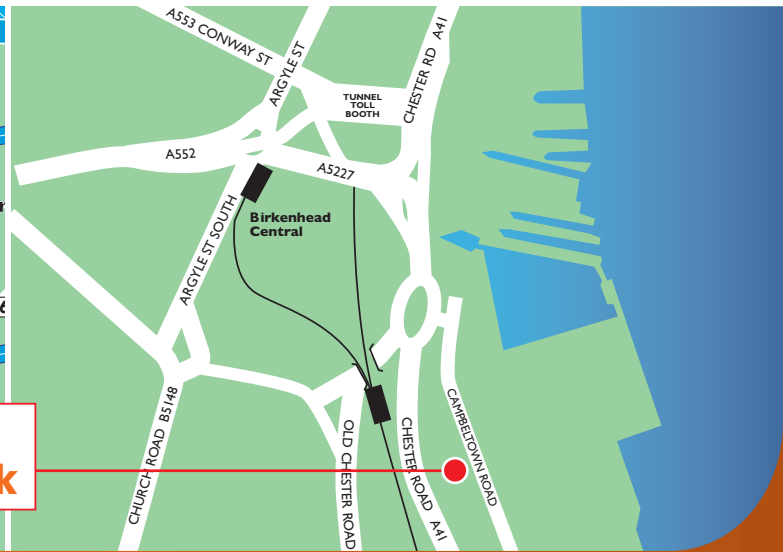 A553 CONWAY ST
ARGYLE ST
CHESTER RD A41
TUNNEL
TOLL
BOOTH
A552
A5227
Birkenhead
Central
ARGYLE ST SOUTH
CHURCH ROAD B5148
OLD CHESTER ROAD
CHESTER ROAD A41
CAMPBELTOWN ROAD
k